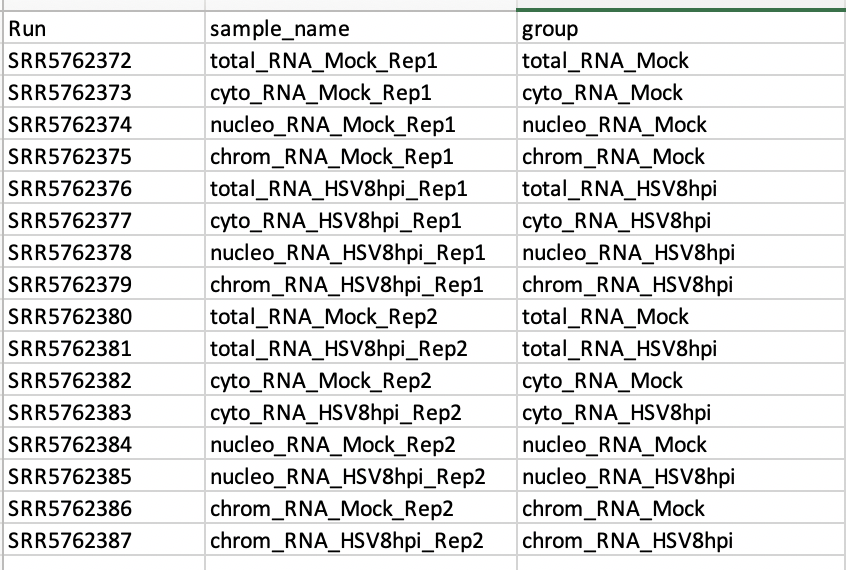 Run sample_name group
SRR5762372 total_RNA_Mock_Rep1 total_RNA_Mock
SRR5762373 cyto_RNA_Mock_Rep1 cyto_RNA_Mock
SRR5762374 nucleo_RNA_Mock_Rep1 nucleo_RNA_Mock
SRR5762375 chrom_RNA_Mock_Rep1 chrom_RNA_Mock
SRR5762376 total_RNA_HSV8hpi_Rep1 total_RNA_HSV8hpi
SRR5762377 cyto_RNA_HSV8hpi_Rep1 cyto_RNA_HSV8hpi
SRR5762378 nucleo_RNA_HSV8hpi_Rep1 nucleo_RNA_HSV8hpi
SRR5762379 chrom_RNA_HSV8hpi_Rep1 chrom_RNA_HSV8hpi
SRR5762380 total_RNA_Mock_Rep2 total_RNA_Mock
SRR5762381 total_RNA_HSV8hpi_Rep2 total_RNA_HSV8hpi
SRR5762382 cyto_RNA_Mock_Rep2 cyto_RNA_Mock
SRR5762383 cyto_RNA_HSV8hpi_Rep2 cyto_RNA_HSV8hpi
SRR5762384 nucleo_RNA_Mock_Rep2 nucleo_RNA_Mock
SRR5762385 nucleo_RNA_HSV8hpi_Rep2 nucleo_RNA_HSV8hpi
SRR5762386 chrom_RNA_Mock_Rep2 chrom_RNA_Mock
SRR5762387 chrom_RNA_HSV8hpi_Rep2 chrom_RNA_HSV8hpi